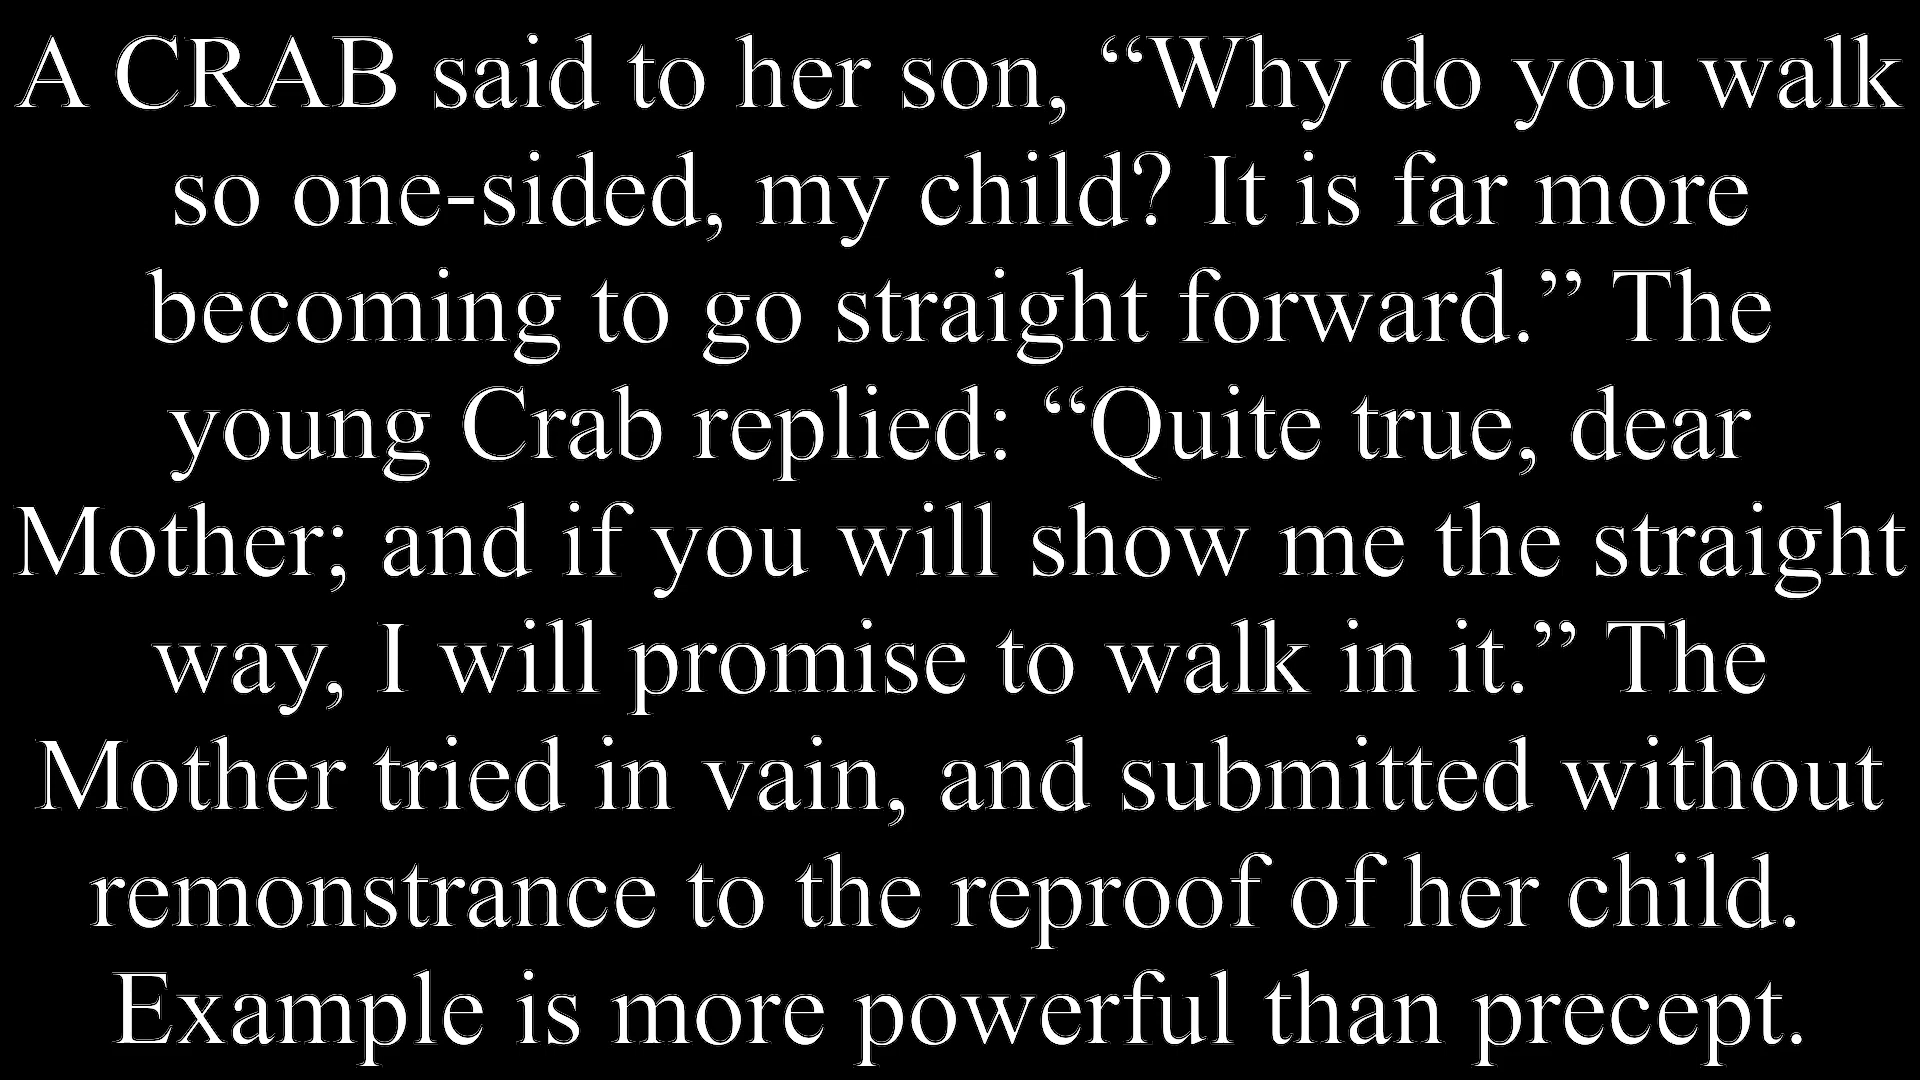 A CRAB said to her son, “Why do you walk
so one-sided, my child? It is far more
becoming to go straight forward.” The
young Crab replied: “Quite true, dear
Mother; and if you will show me the straight
way, I will promise to walk in it.” The
Mother tried in vain, and submitted without
remonstrance to the reproof of her child.
Example is more powerful than precept.